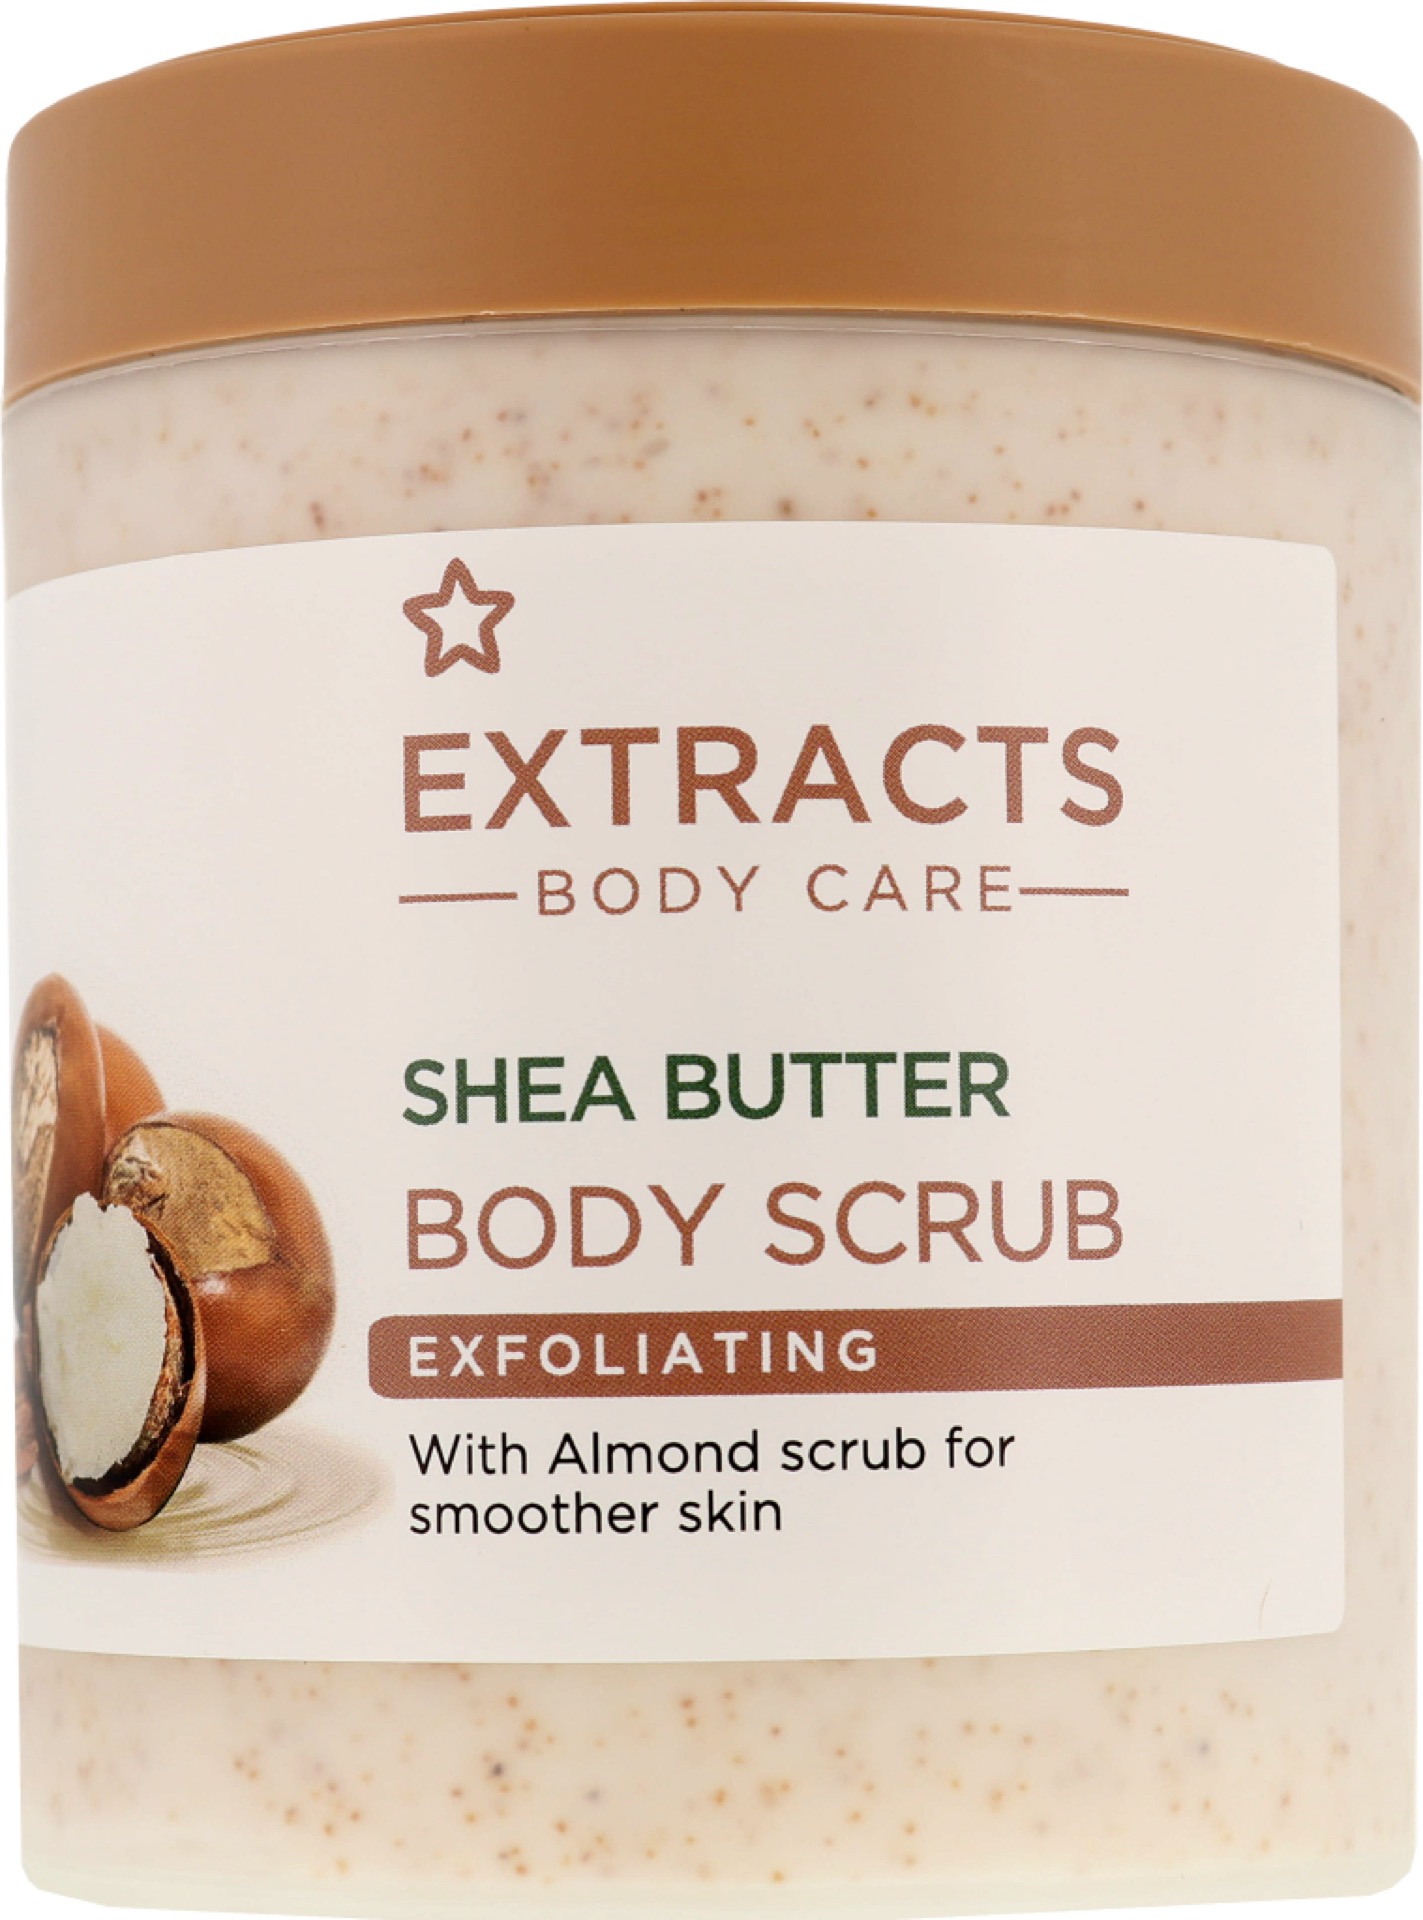 EXTRACTS
BODY CARE
SHEA BUTTER
BODY SCRUB
EXFOLIATING
With Almond scrub for
smoother skin